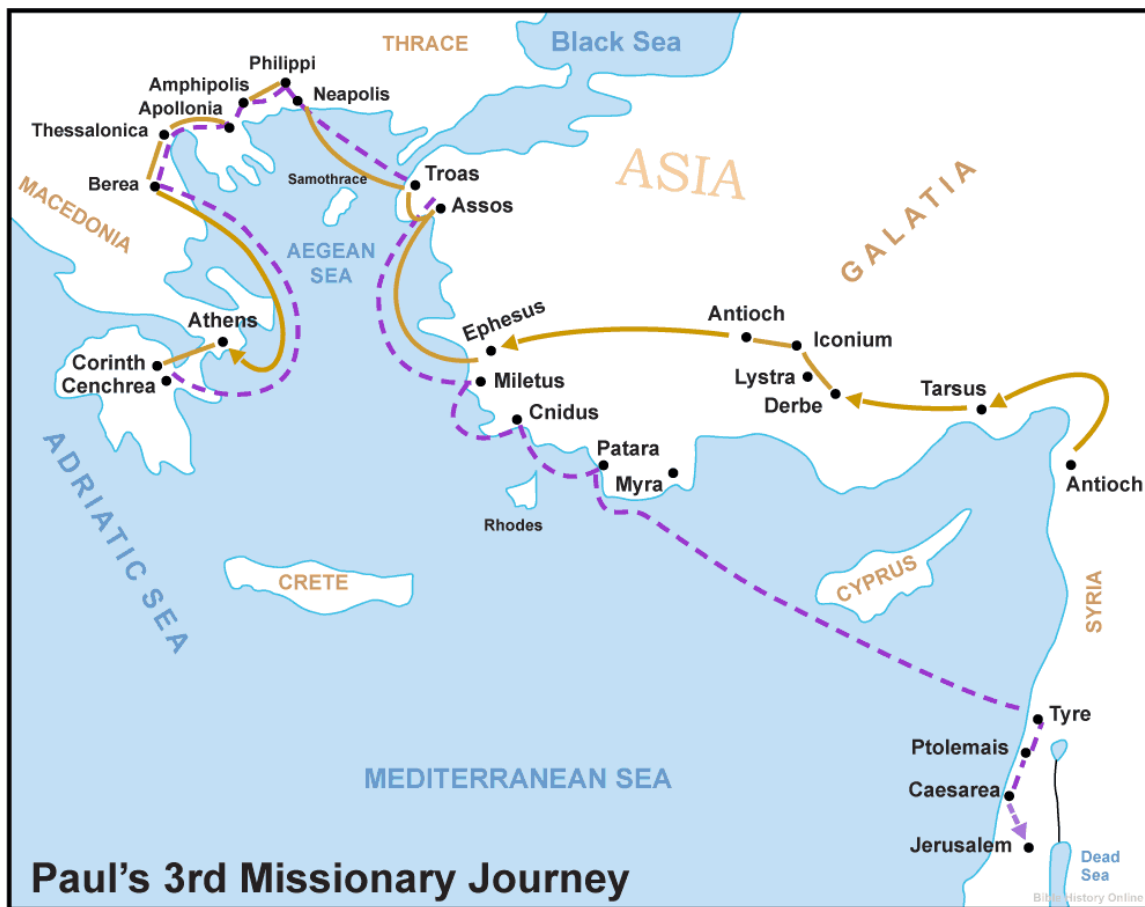 THRACE
Black Sea
Philippi
Amphipolis
Neapolis
Apollonia
Thessalonica
ASIA
Troas
Samothrace
Berea
Assos
MACEDONIA
GALATIA
AEGEAN
SEA
Athens
Ephesus
Antioch
Iconium
Corinth
Cenchrea
Miletus
Lystra
Derbe
Tarsus
Cnidus
Patara
Myra
Antioch
ADRIATIC SEA
Rhodes
CRETE
CYPRUS
SYRIA
Tyre
Ptolemais
MEDITERRANEAN SEA
Caesarea
Jerusalem
Dead
Sea
Paul's 3rd Missionary Journey
Bible History Online